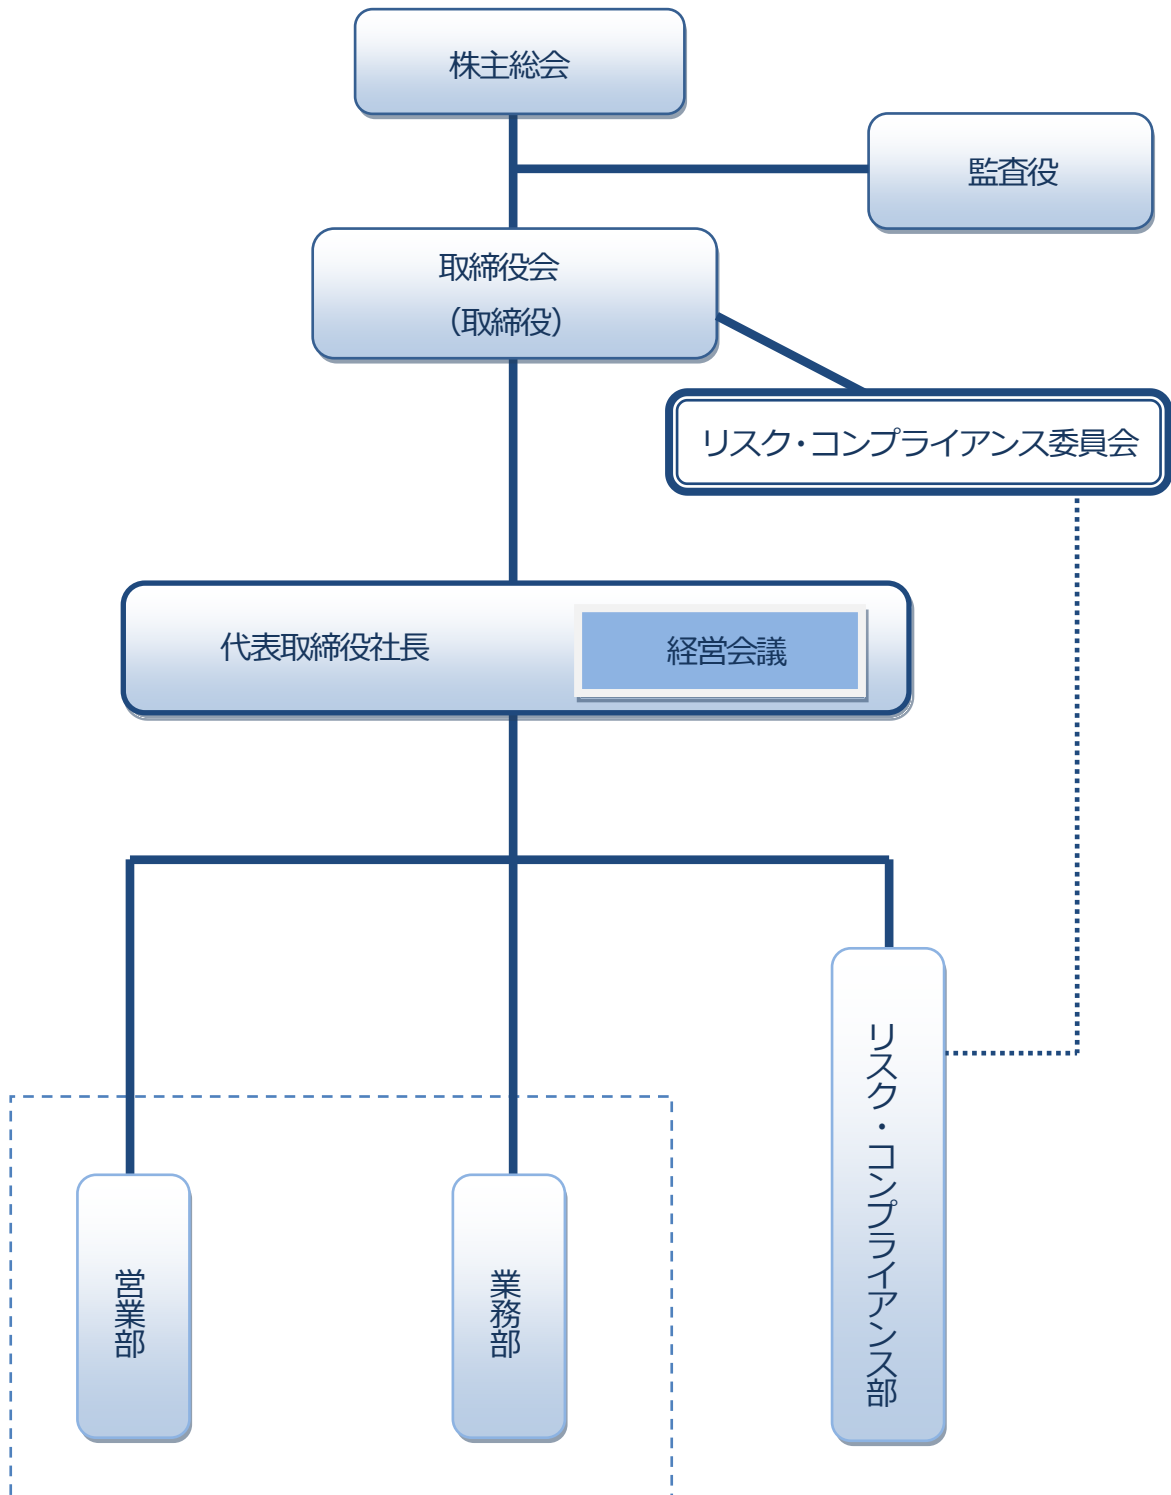 株主総会
監査役
取締役会
（取締役）
リスク・コンプライアンス委員会
代表取締役社長
経営会議
営業部
業務部
リスク・コンプライアンス部